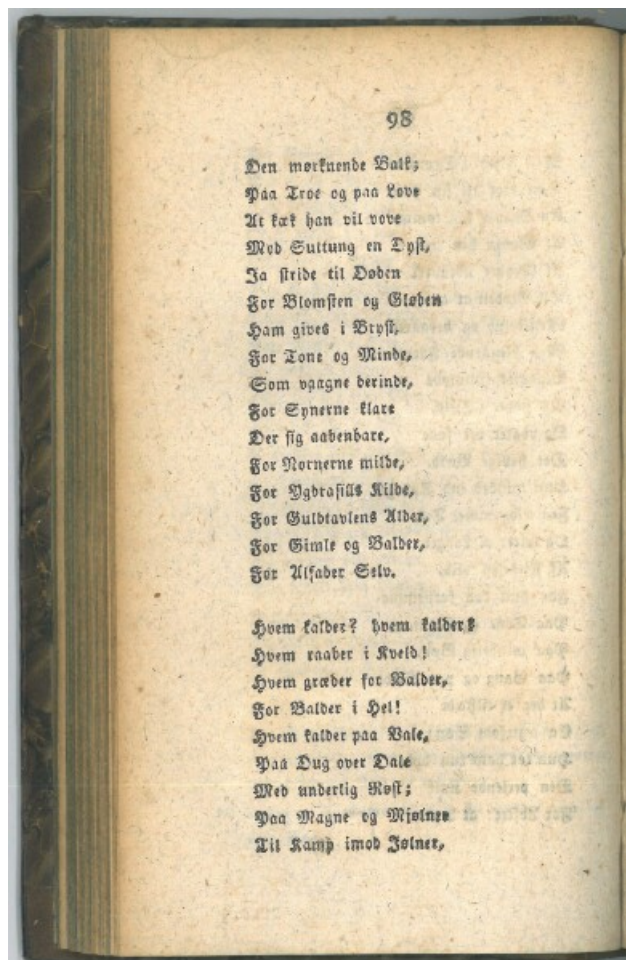 98
Den mørknende Valk;
Paa Troe og paa Love
At kæk han vil vove
Med Suttung en Dyst,
Ja stride til Døden
For Blomsten og Gløden
Ham gives i Bryst,
For Tone og Minde,
Som vaagne derinde,
For Synerne klare
Der sig aabenbare,
For Nornerne milde,
For Ygdrasills Kilde,
For Guldtavlens Alder,
For Gimle og Balder,
For Alfader Selv.
Hvem kalder? hvem kalder?
Hvem raaber i Kveld!
Hvem græder for Balder,
For Balder i Hel!
Hvem kalder paa Vale,
Paa Dug over Dale
Med underlig Røst;
Paa Magne og Mjølner
Til Kamp imod Jølner,